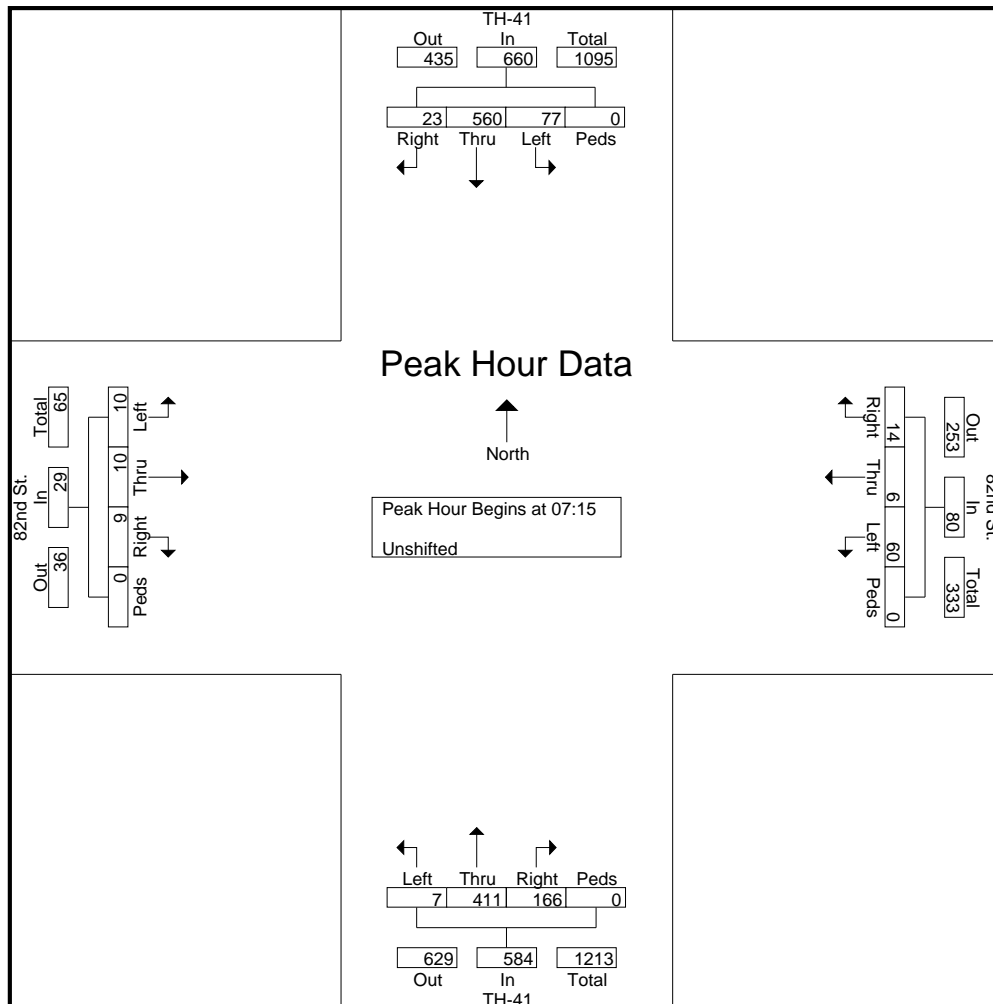 TH-41
Out In Total
435 660 1095
23 560 77 0
Right Thru Left Peds
Peak Hour Data
North
Peak Hour Begins at 07:15
Unshifted
82nd St.
Total In Out
65 29 36
10 10 9 0
Left Thru Right Peds
Right Thru Left Peds
14 6 60 0
Out In Total
253 80 333
82nd St.
Left Thru Right Peds
7 411 166 0
629 584 1213
Out In Total
TH-41